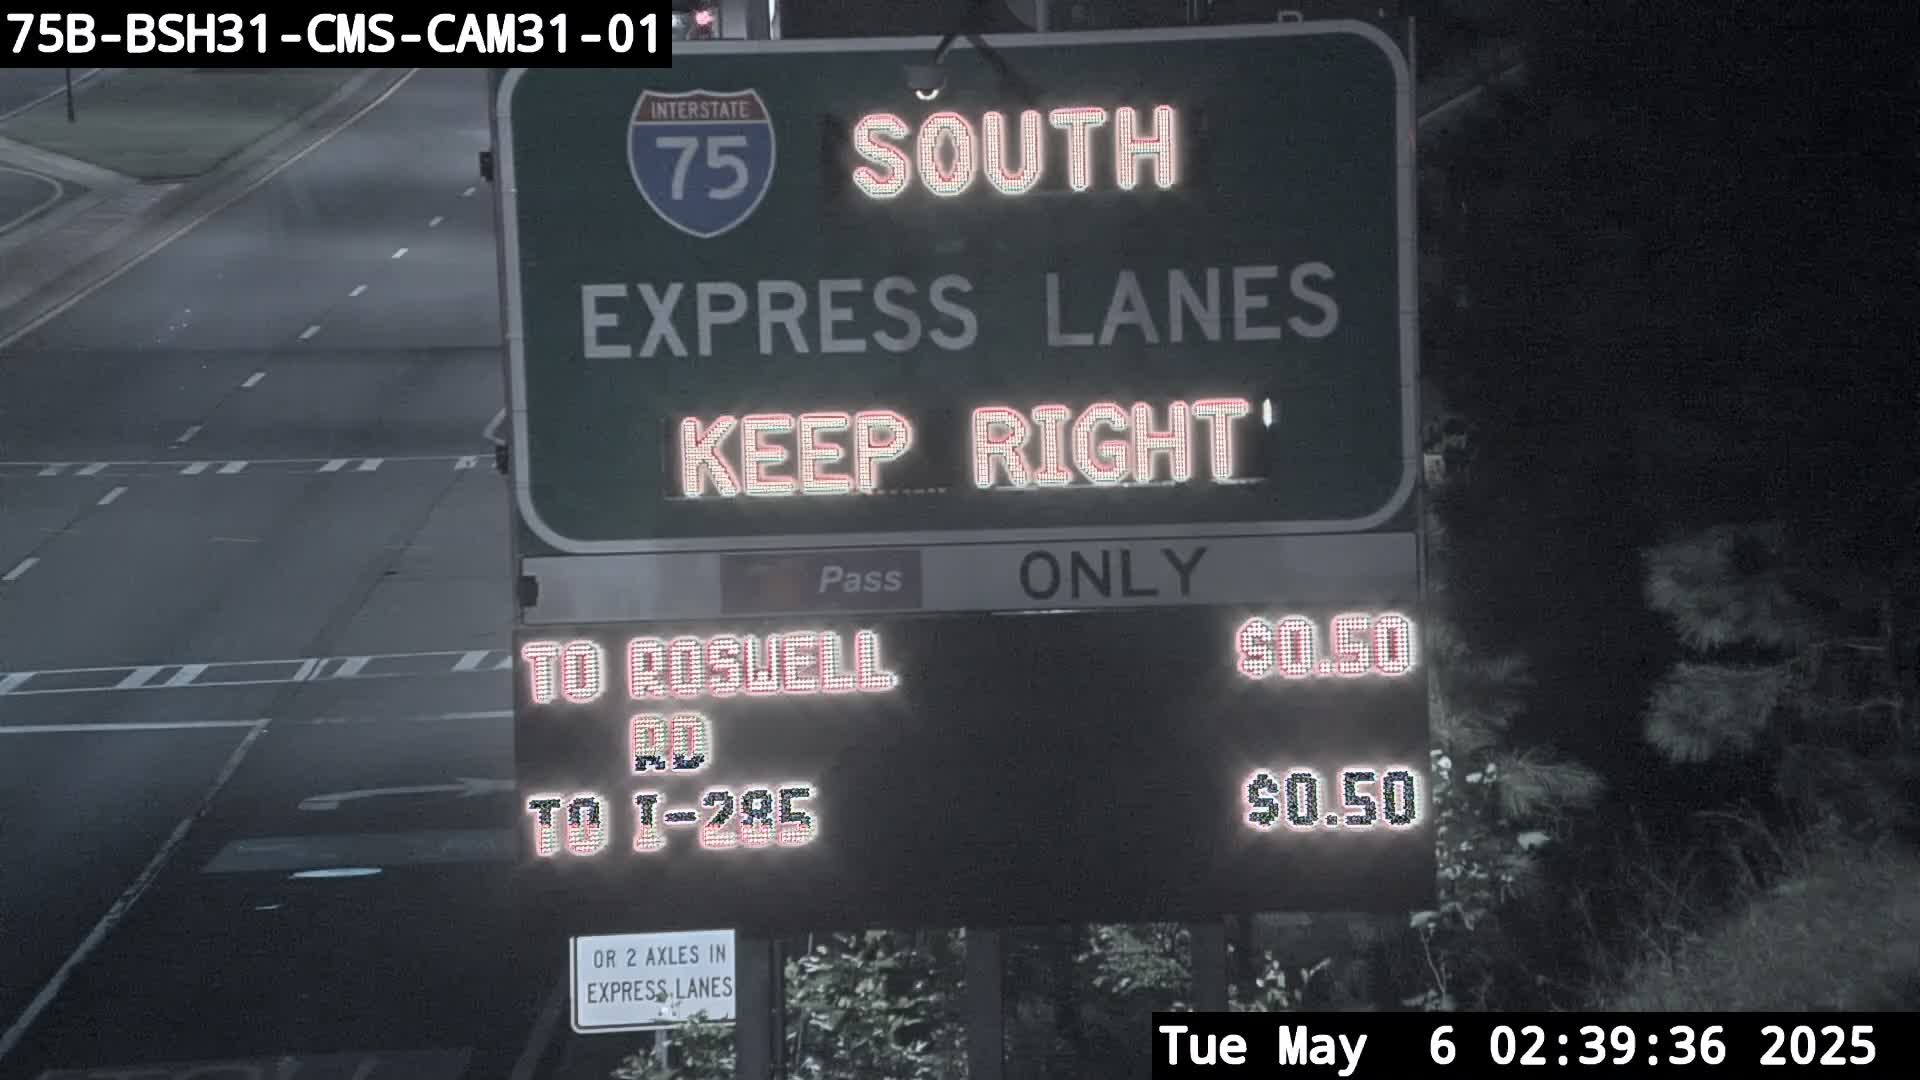 75B-BSH31-CMS-CAM31-01
INTERSTATE
75
SOUTH
EXPRESS LANES
KEEP RIGHT
Pass ONLY
TO ROSWELL $0.50
RD
TO I-285 $0.50
OR 2 AXLES IN
EXPRESS LANES
Tue May 6 02:39:36 2025